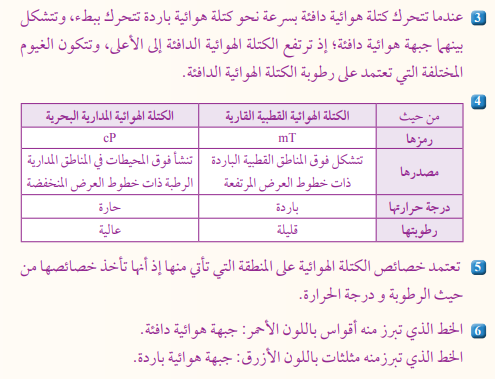 3 عندما تتحرك كتلة هوائية دافئة بسرعة نحو كتلة هوائية باردة تتحرك ببطء، وتتشكل
بينهما جبهة هوائية دافئة؛ إذ ترتفع الكتلة الهوائية الدافئة إلى الأعلى، وتتكون الغيوم
المختلفة التي تعتمد على رطوبة الكتلة الهوائية الدافئة.
4
من حيث الكتلة الهوائية القطبية القارية الكتلة الهوائية المدارية البحرية
رمزها mT cP
مصدرها تتشكل فوق المناطق القطبية الباردة تنشأ فوق المحيطات في المناطق المدارية
ذات خطوط العرض المرتفعة الرطبة ذات خطوط العرض المنخفضة
درجة حرارتها باردة حارة
رطوبتها قليلة عالية
5 تعتمد خصائص الكتلة الهوائية على المنطقة التي تأتي منها إذ أنها تأخذ خصائصها من
حيث الرطوبة و درجة الحرارة.
6 الخط الذي تبرز منه أقواس باللون الأحمر: جبهة هوائية دافئة.
الخط الذي تبرزمنه مثلثات باللون الأزرق: جبهة هوائية باردة.